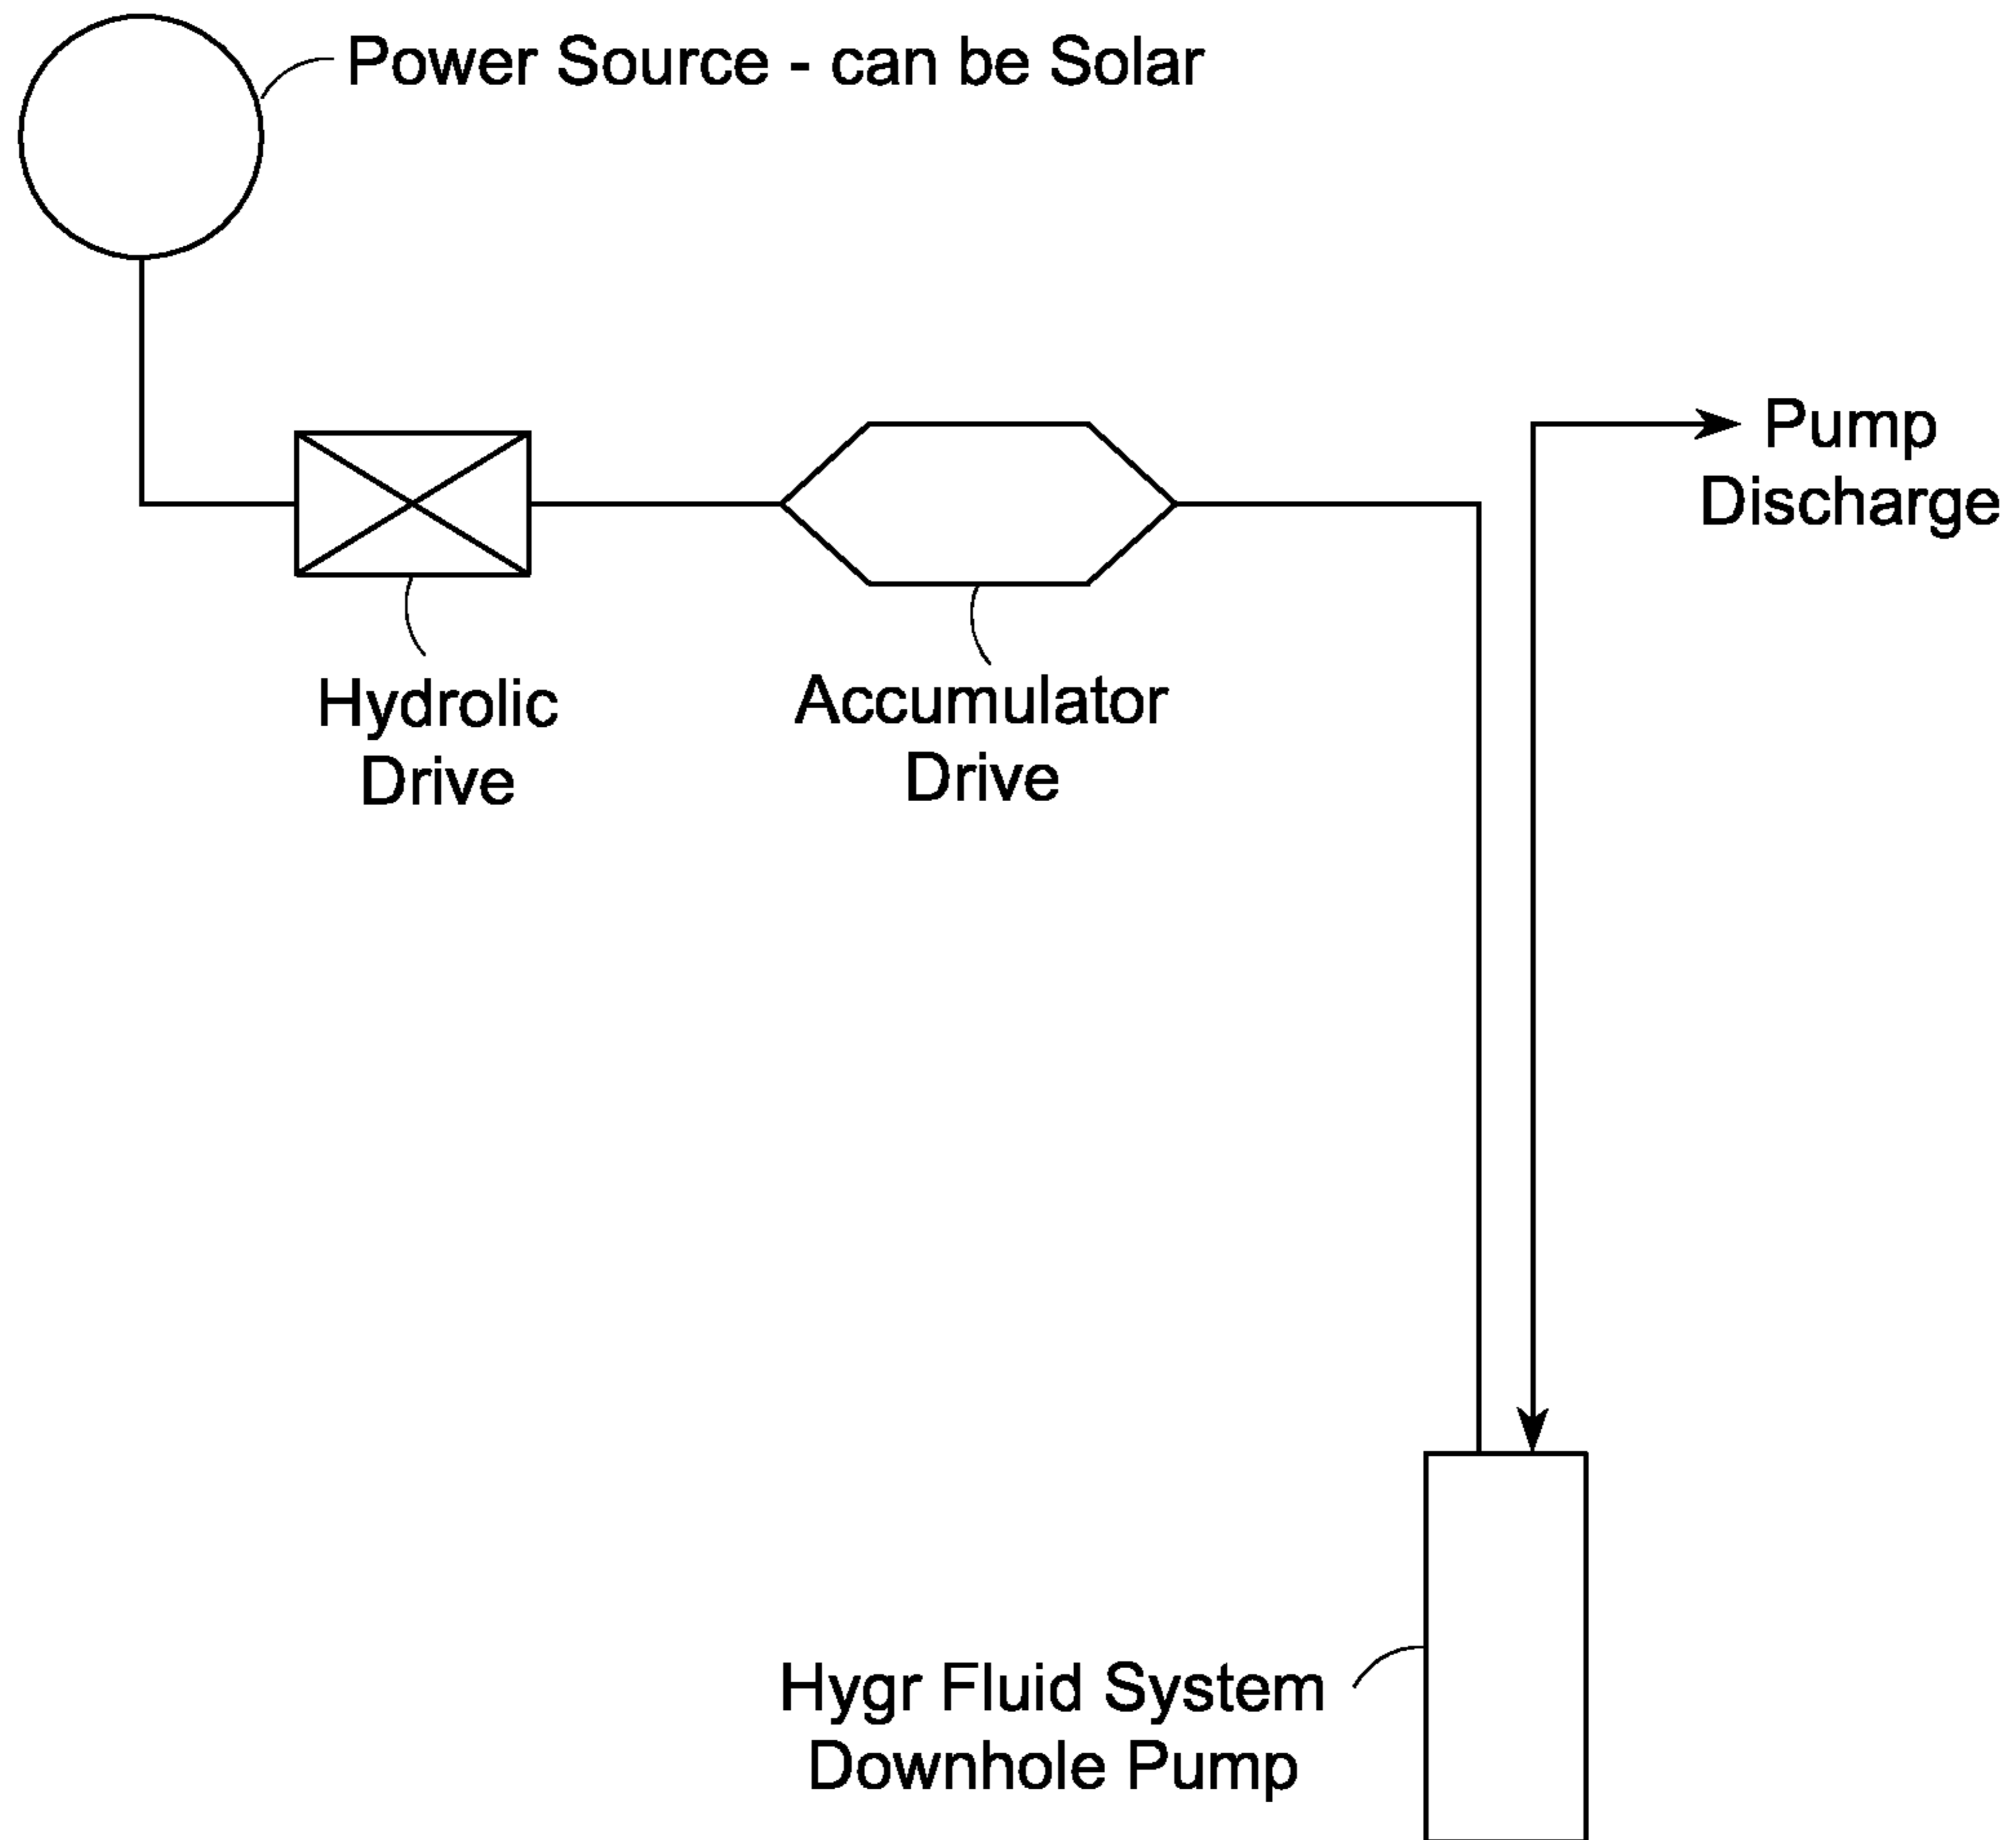 Power Source - can be Solar
Pump
Discharge
Hydrolic
Drive
Accumulator
Drive
Hygr Fluid System
Downhole Pump